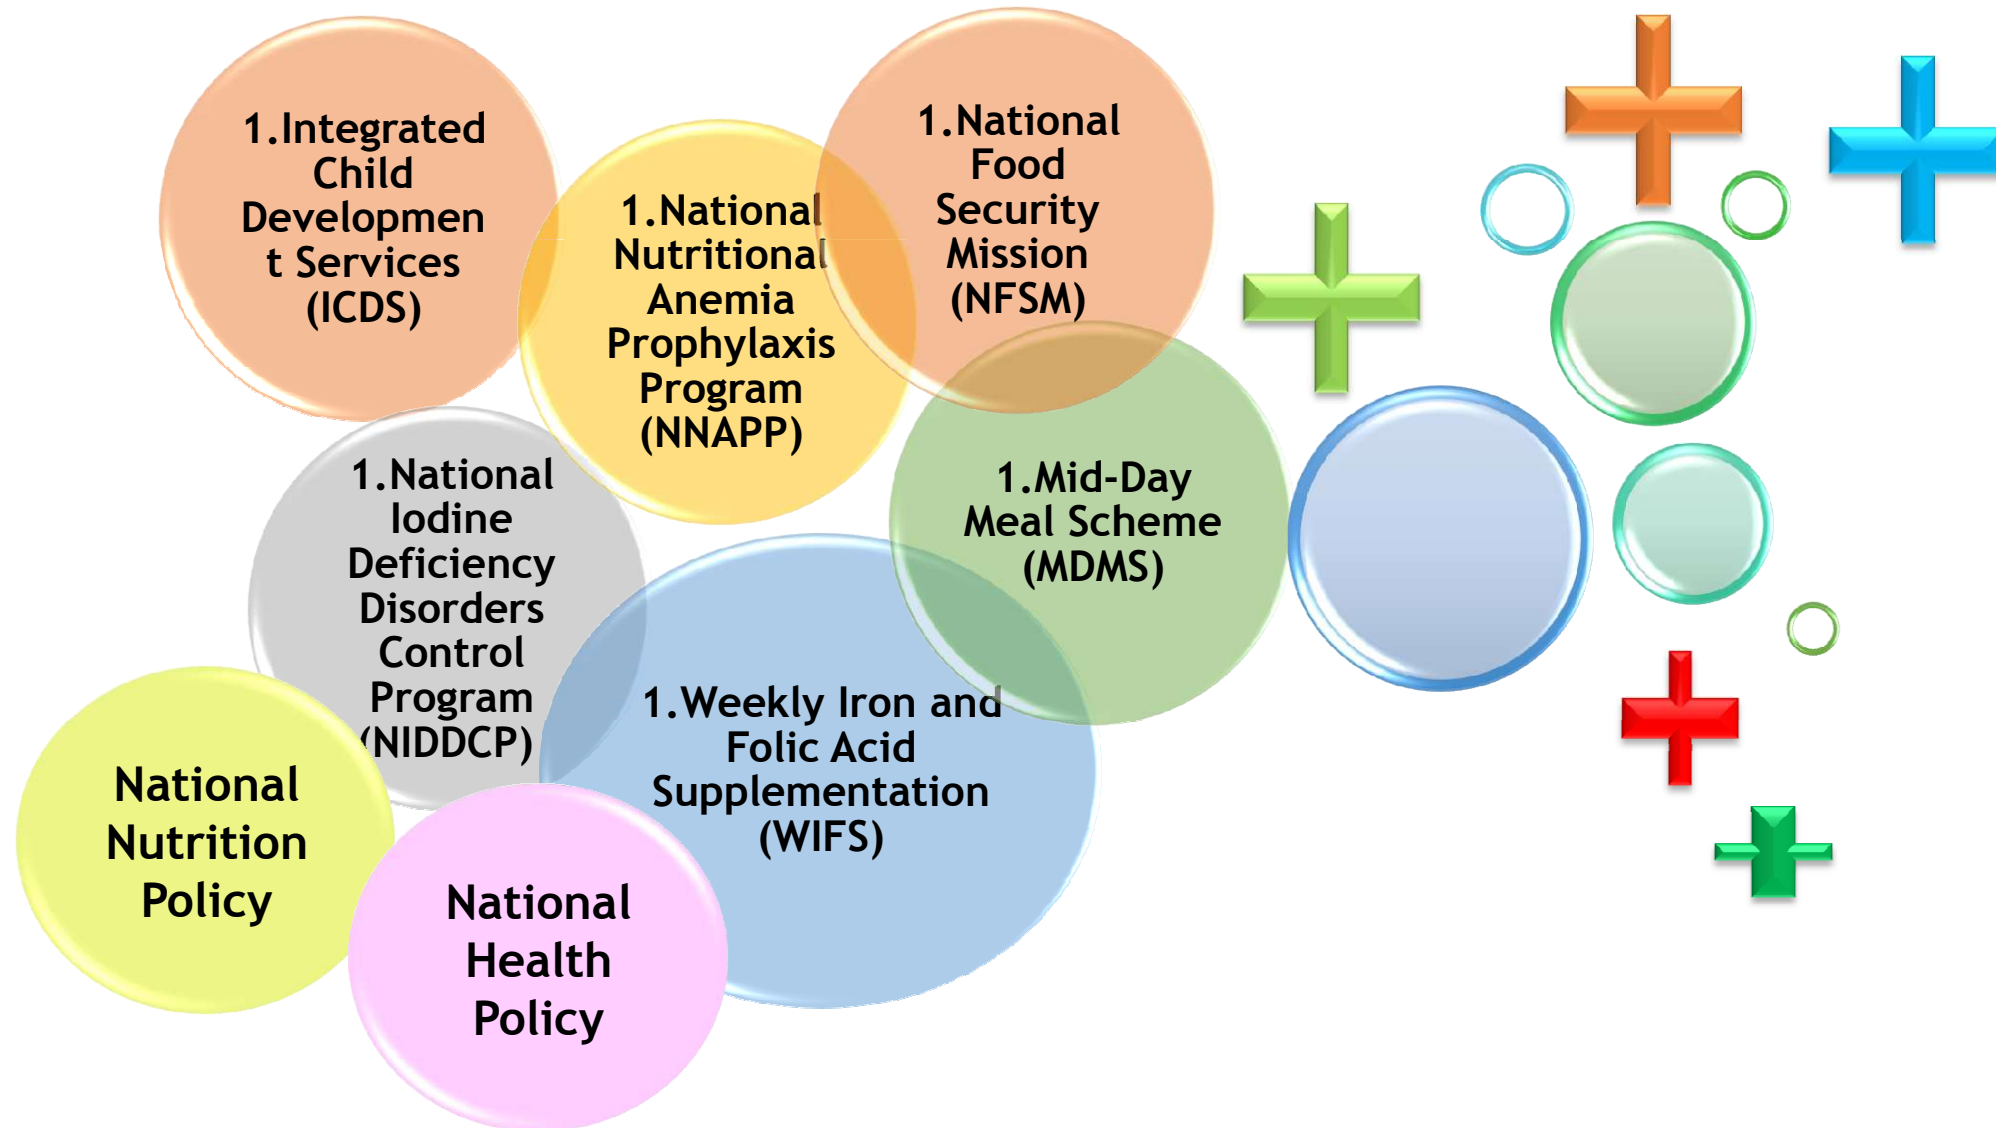 1.Integrated
Child
Developmen
t Services
(ICDS)
1.National
Nutritional
Anemia
Prophylaxis
Program
(NNAPP)
1.National
Food
Security
Mission
(NFSM)
1.National
Iodine
Deficiency
Disorders
Control
Program
(NIDDCP)
1.Mid-Day
Meal Scheme
(MDMS)
1.Weekly Iron and
Folic Acid
Supplementation
(WIFS)
National
Nutrition
Policy
National
Health
Policy